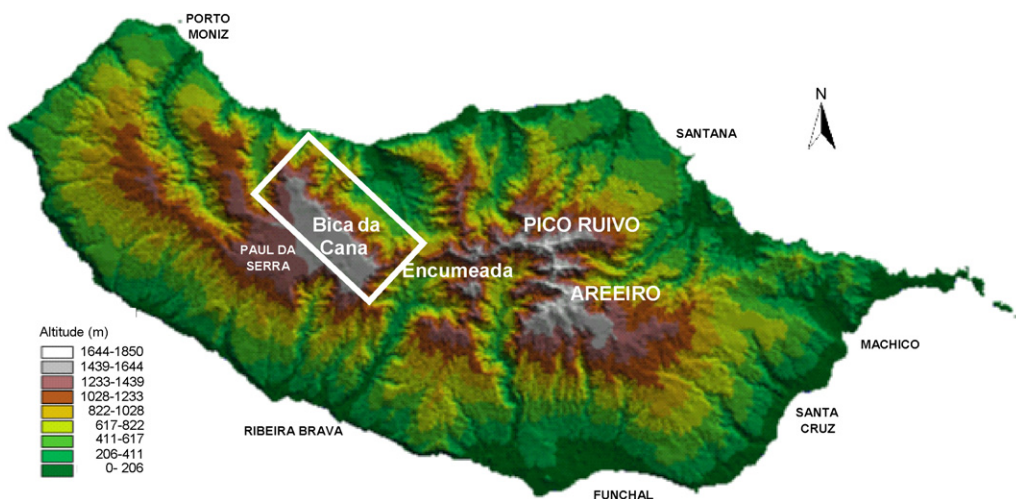 PORTO
MONIZ
N
SANTANA
Bica da
Cana
PICO RUIVO
PAUL DA
SERRA
Encumeada
AREEIRO
MACHICO
SANTA
CRUZ
RIBEIRA BRAVA
FUNCHAL
Altitude (m)
1644-1850
1439-1644
1233-1439
1028-1233
822-1028
617-822
411-617
206-411
0- 206